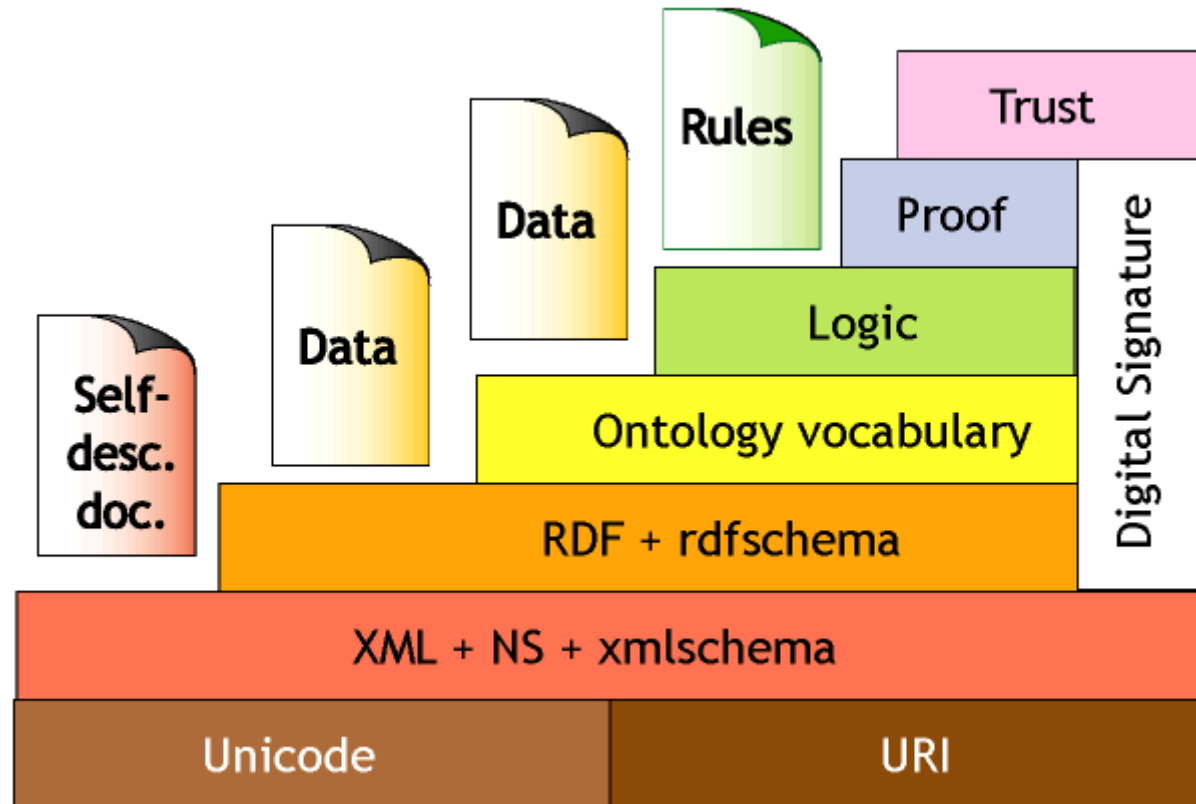 Rules
Trust
Data
Proof
Data
Logic
Self-
desc.
doc.
Ontology vocabulary
Digital Signature
RDF + rdfschema
XML + NS + xmlschema
Unicode
URI